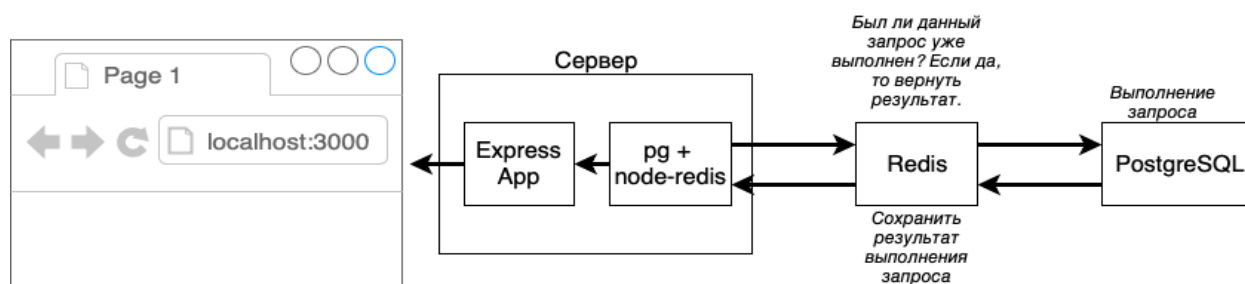 Page 1
localhost:3000
Сервер
Express
App
pg +
node-redis
Был ли данный
запрос уже
выполнен? Если да,
то вернуть
результат.
Redis
Сохранить
результат
выполнения
запроса
Выполнение
запроса
PostgreSQL